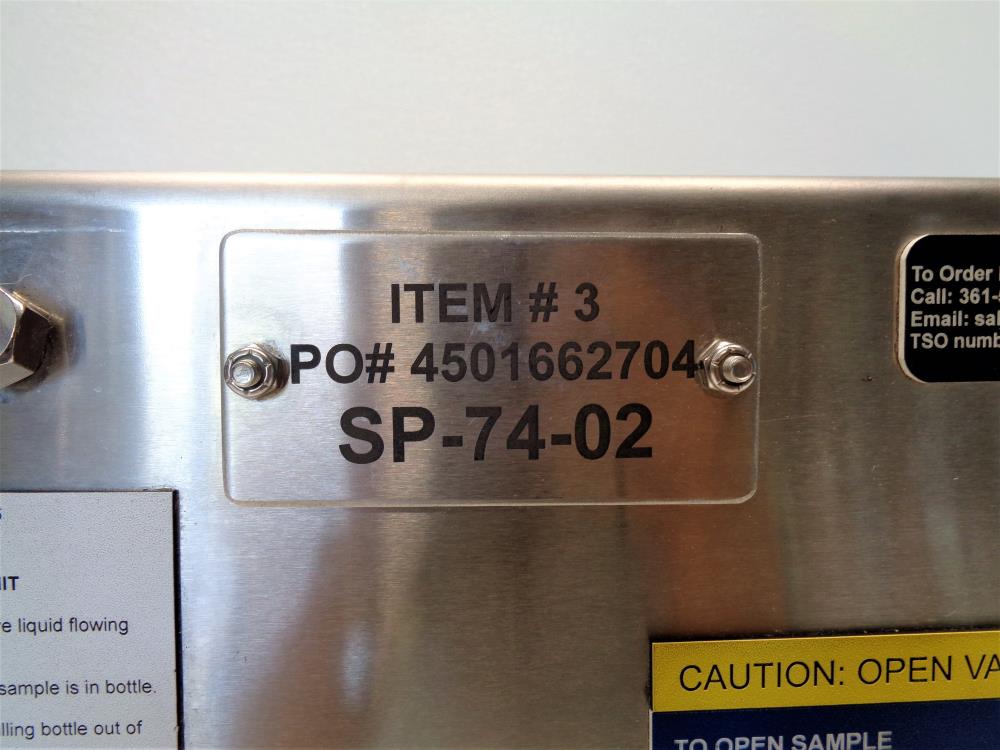 ITEM # 3
PO# 4501662704
SP-74-02
To Order
Call: 361-
Email: sal
TSO numb
IIT
e liquid flowing
sample is in bottle.
lling bottle out of
CAUTION: OPEN VA
TO OPEN SAMPLE